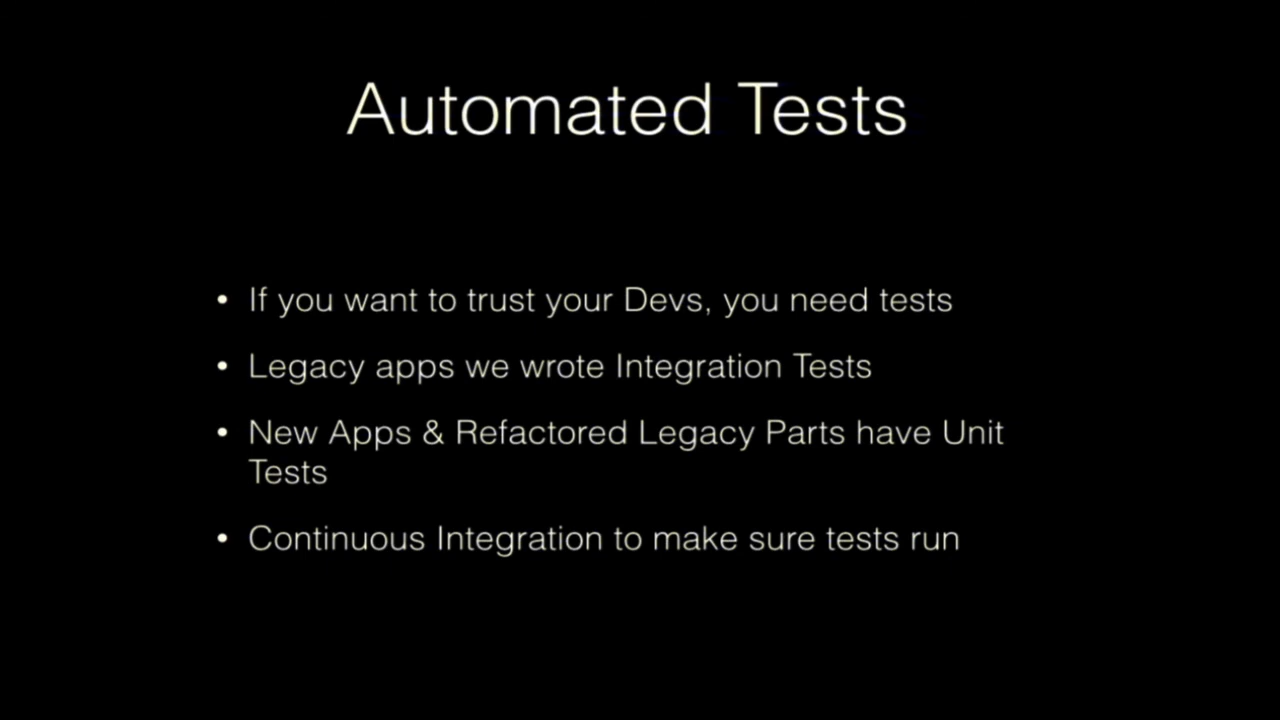 Automated Tests
• If you want to trust your Devs, you need tests
• Legacy apps we wrote Integration Tests
• New Apps & Refactored Legacy Parts have Unit
Tests
• Continuous Integration to make sure tests run